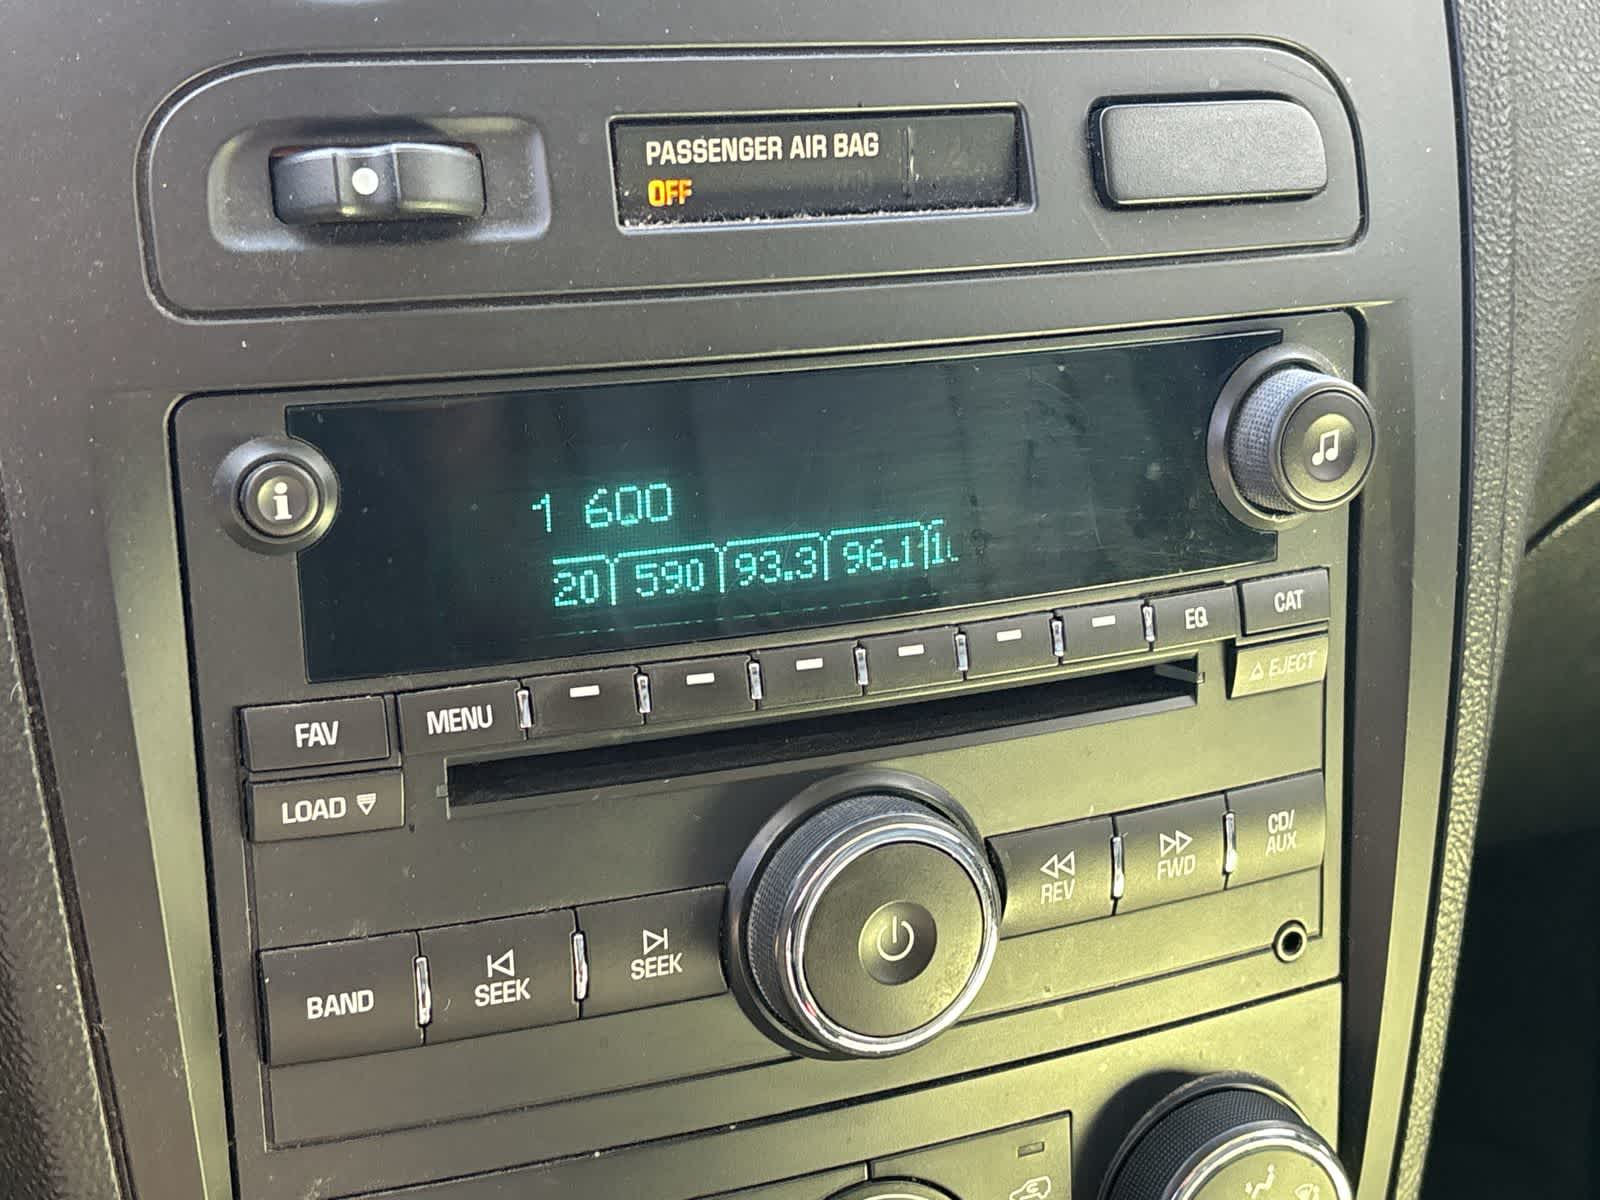 PASSENGER AIR BAG
OFF
i
1 600
20 590 93.3 96.1
EQ
CAT
FAV
MENU
EJECT
LOAD
BAND
SEEK
SEEK
REV
FWD
CD/
AUX